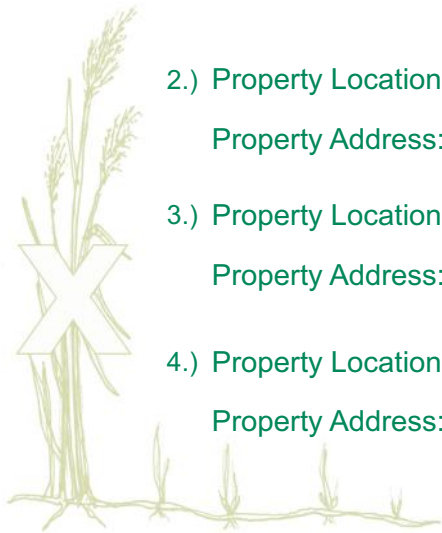 2.) Property Location
Property Address:
3.) Property Location
Property Address:
4.) Property Location
Property Address:
X